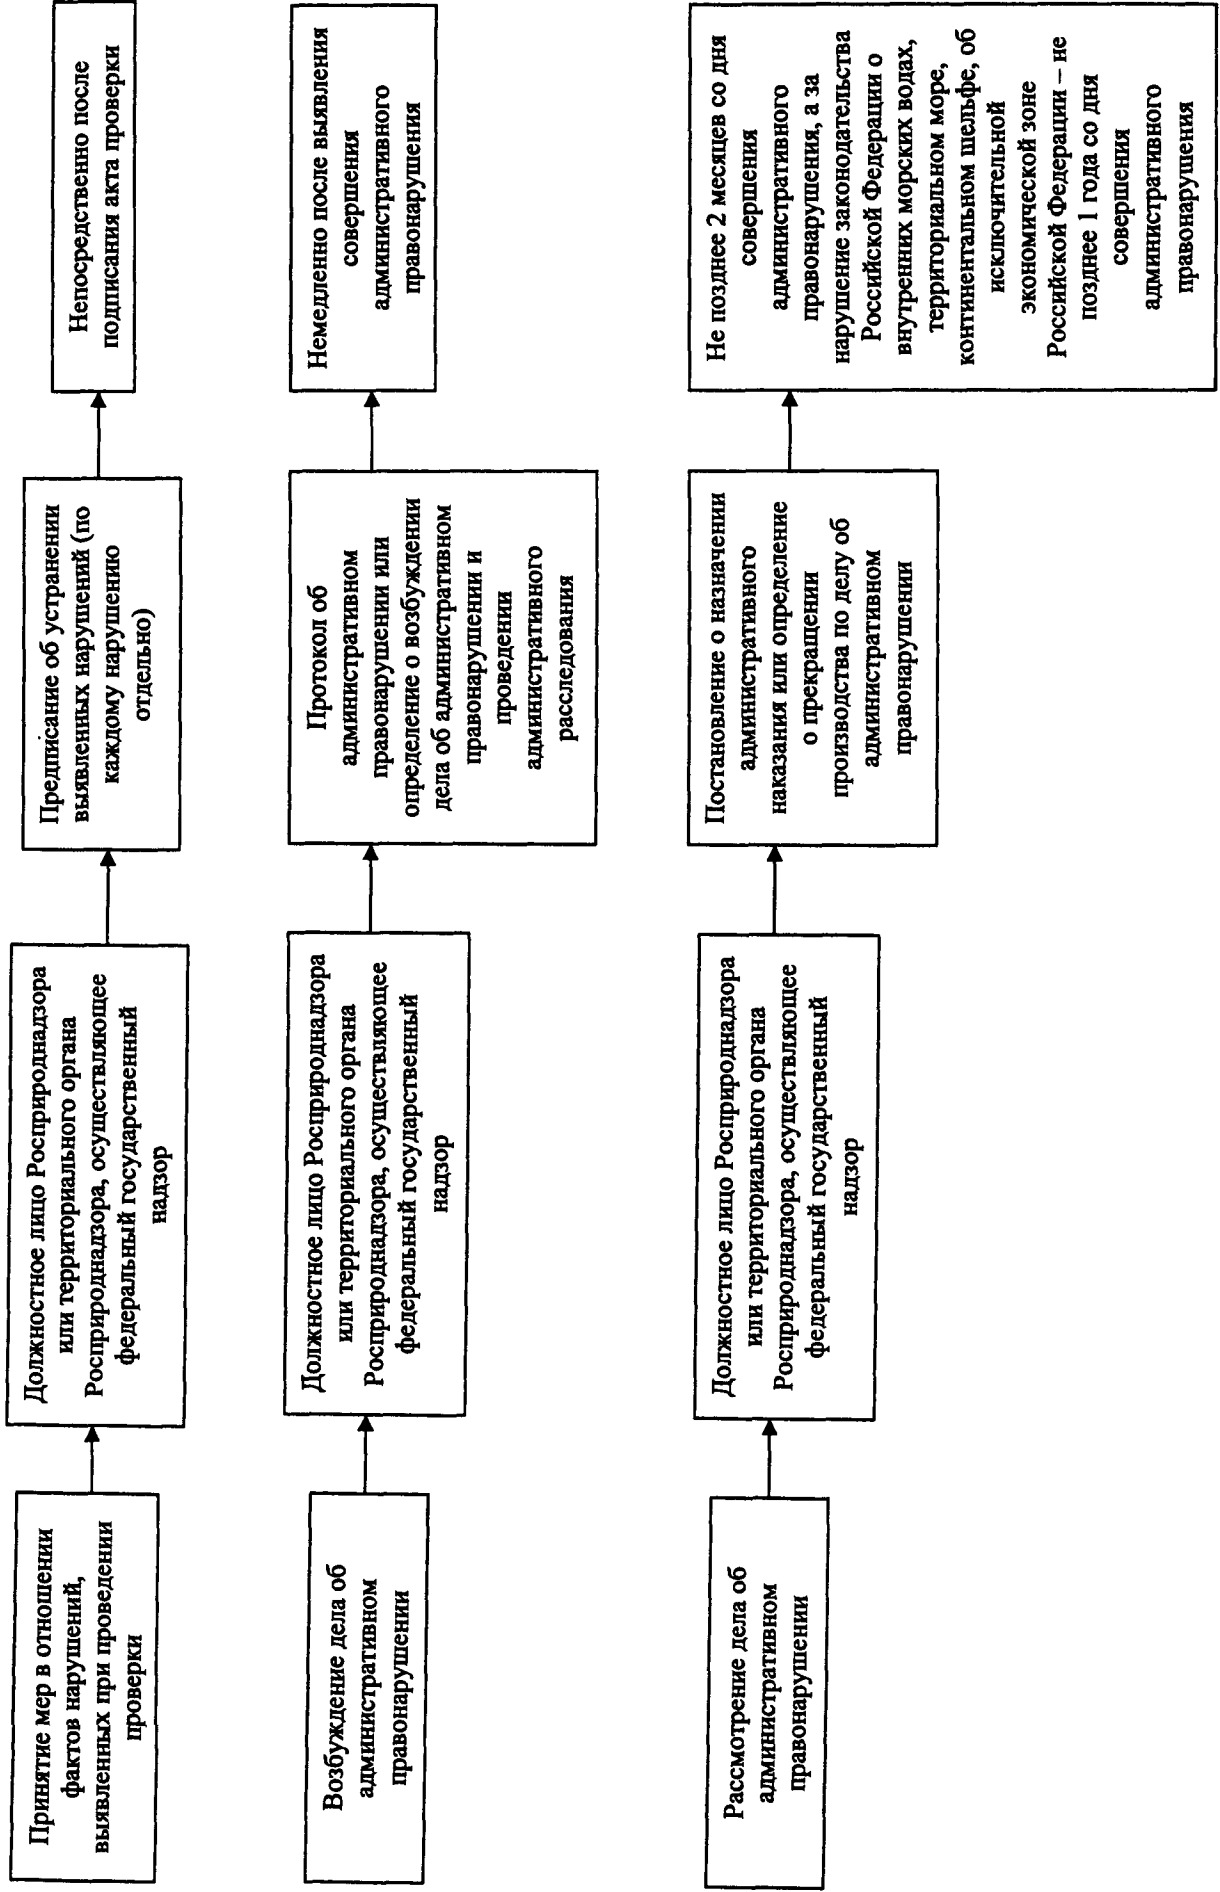 Принятие мер в отношении
фактов нарушений,
выявленных при проведении
проверки
Должностное лицо Росприроднадзора
или территориального органа
Росприроднадзора, осуществляющее
федеральный государственный
надзор
Предписание об устранении
выявленных нарушений (по
каждому нарушению
отдельно)
Непосредственно после
подписания акта проверки
Возбуждение дела об
административном
правонарушении
Должностное лицо Росприроднадзора
или территориального органа
Росприроднадзора, осуществляющее
федеральный государственный
надзор
Протокол об
административном
правонарушении или
определение о возбуждении
дела об административном
правонарушении и
проведении
административного
расследования
Немедленно после выявления
совершения
административного
правонарушения
Рассмотрение дела об
административном
правонарушении
Должностное лицо Росприроднадзора
или территориального органа
Росприроднадзора, осуществляющее
федеральный государственный
надзор
Постановление о назначении
административного
наказания или определение
о прекращении
производства по делу об
административном
правонарушении
Не позднее 2 месяцев со дня
совершения
административного
правонарушения, а за
нарушение законодательства
Российской Федерации о
внутренних морских водах,
территориальном море,
континентальном шельфе, об
исключительной
экономической зоне
Российской Федерации – не
позднее 1 года со дня
совершения
административного
правонарушения